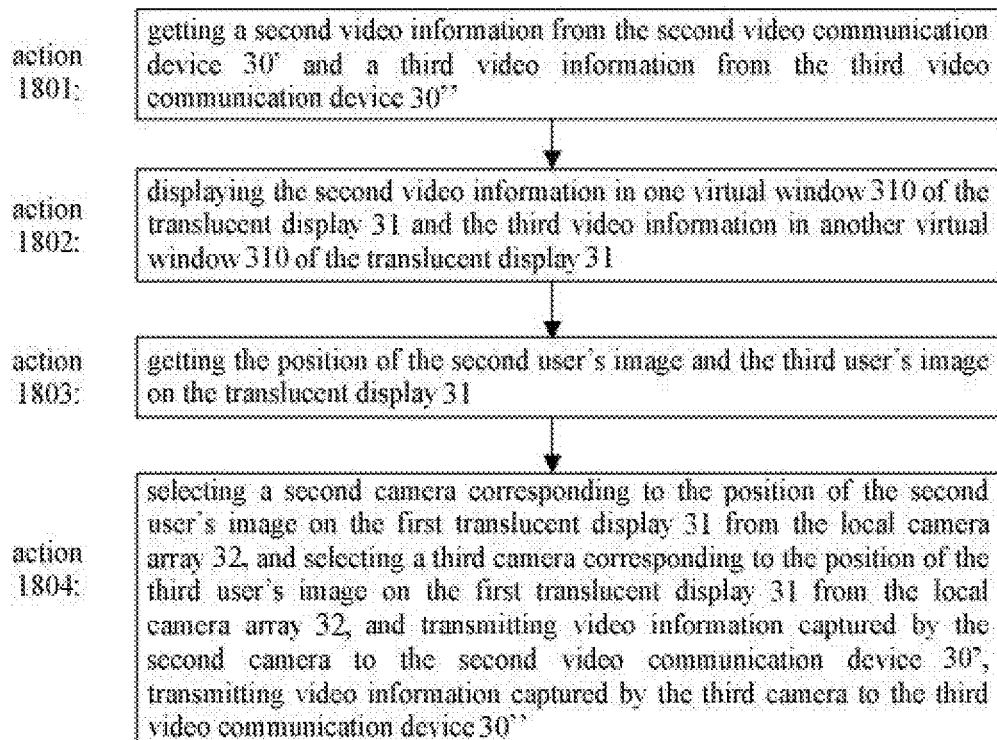 action
1801:
getting a second video information from the second video communication
device 30’ and a third video information from the third video
communication device 30’’
action
1802:
displaying the second video information in one virtual window 310 of the
translucent display 31 and the third video information in another virtual
window 310 of the translucent display 31
action
1803:
getting the position of the second user’s image and the third user’s image
on the translucent display 31
action
1804:
selecting a second camera corresponding to the position of the second
user’s image on the first translucent display 31 from the local camera
array 32, and selecting a third camera corresponding to the position of the
third user’s image on the first translucent display 31 from the local
camera array 32, and transmitting video information captured by the
second camera to the second video communication device 30’,
transmitting video information captured by the third camera to the third
video communication device 30’’